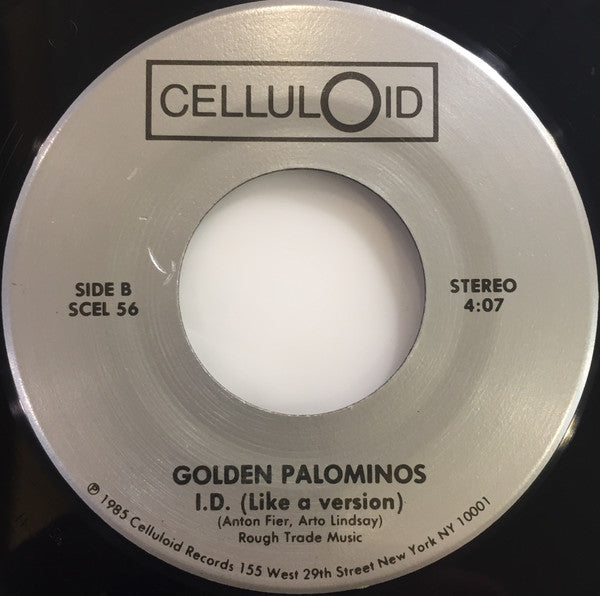 CELLULOID
SIDE B
SCEL 56
STEREO
4:07
GOLDEN PALOMINOS
I.D. (Like a version)
(Anton Fier, Arto Lindsay)
Rough Trade Music
℗ 1985 Celluloid Records 155 West 29th Street New York NY 10001